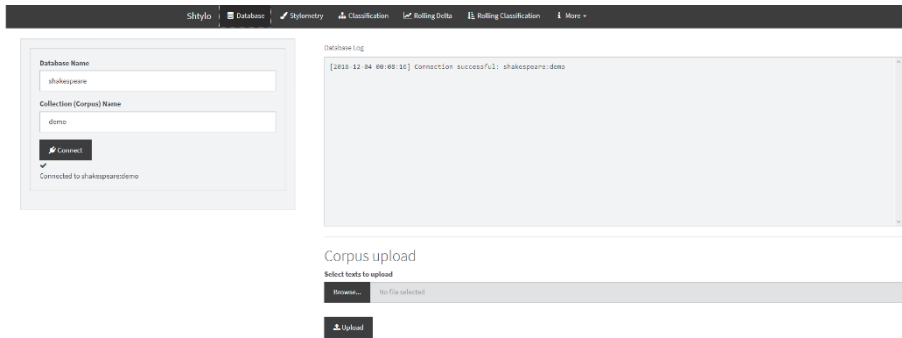 Shtylo Database Stylometry Classification Rolling Delta Rolling Classification More
Database Name
shakespeare
Collection (Corpus) Name
demo
Connect
Connected to shakespeare:demo
Database Log
[2018-12-04 00:08:16] Connection successful: shakespeare:demo
Corpus upload
Select texts to upload
Browse... No file selected
Upload